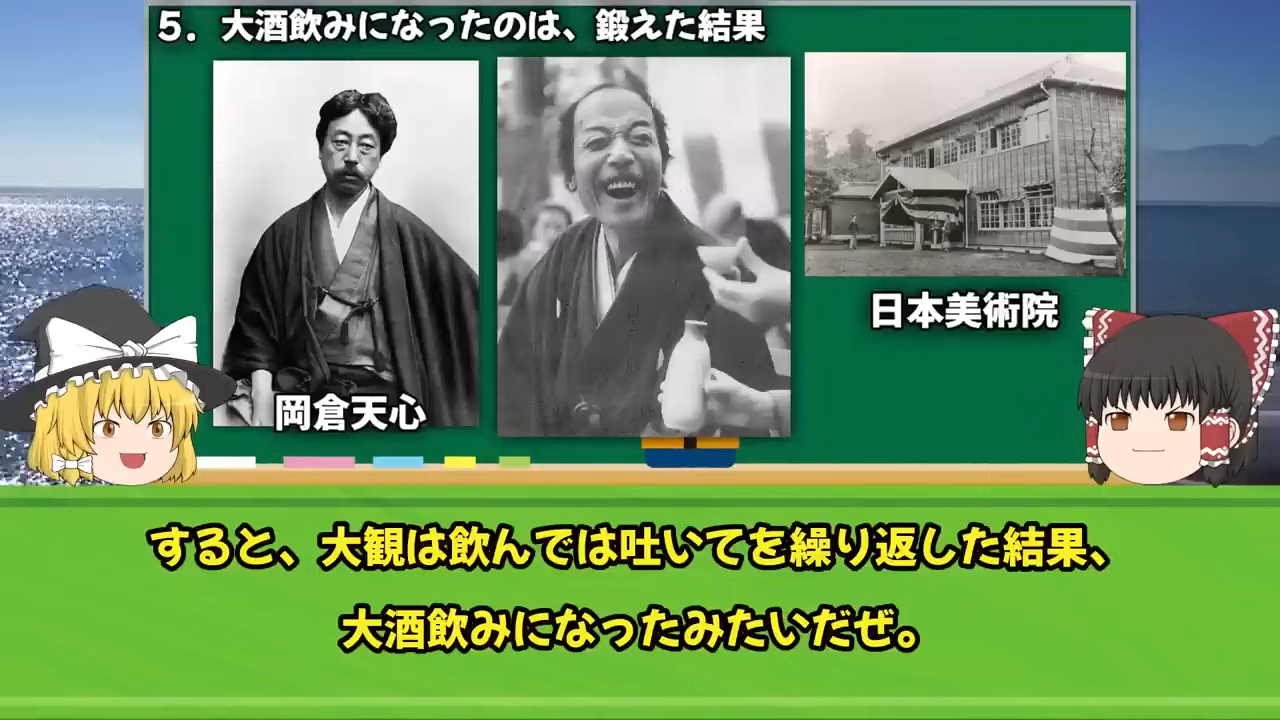 5．大酒飲みになったのは、鍛えた結果
岡倉天心
日本美術院
すると、大観は飲んでは吐いてを繰り返した結果、
大酒飲みになったみたいだぜ。